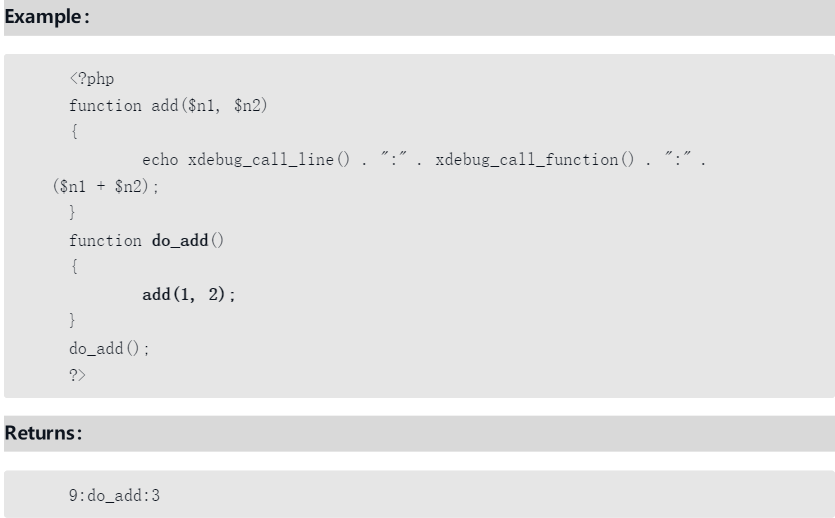 Example:
<?php
function add($n1, $n2)
{
echo xdebug_call_line() . ":" . xdebug_call_function() . ":" .
($n1 + $n2);
}
function do_add()
{
add(1, 2);
}
do_add();
?>
Returns:
9:do_add:3